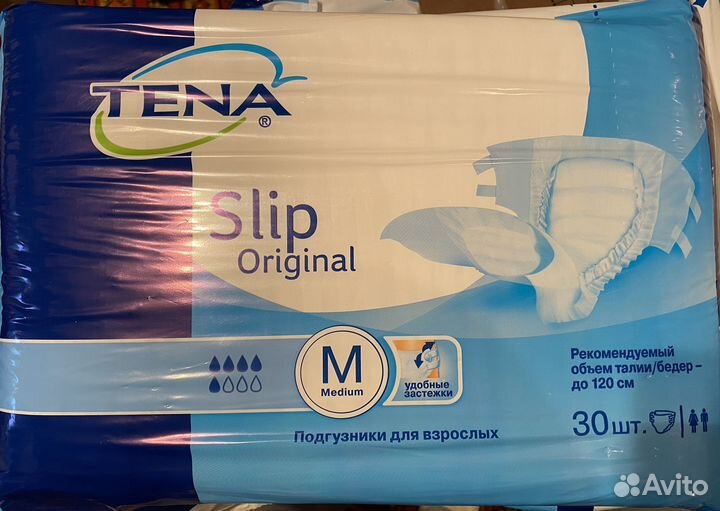 TENA ®
Slip
Original
M
Medium
удобные
застежки
Рекомендуемый
объем талии/бедер –
до 120 см
Подгузники для взрослых
30 шт.
Avito